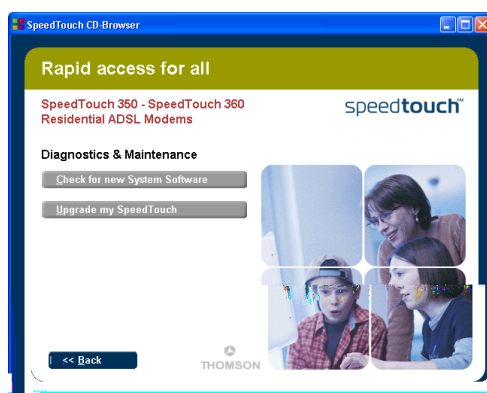 SpeedTouch CD-Browser
Rapid access for all
SpeedTouch 350 - SpeedTouch 360
Residential ADSL Modems
speedtouch™
Diagnostics & Maintenance
Check for new System Software
Upgrade my SpeedTouch
<< Back
THOMSON